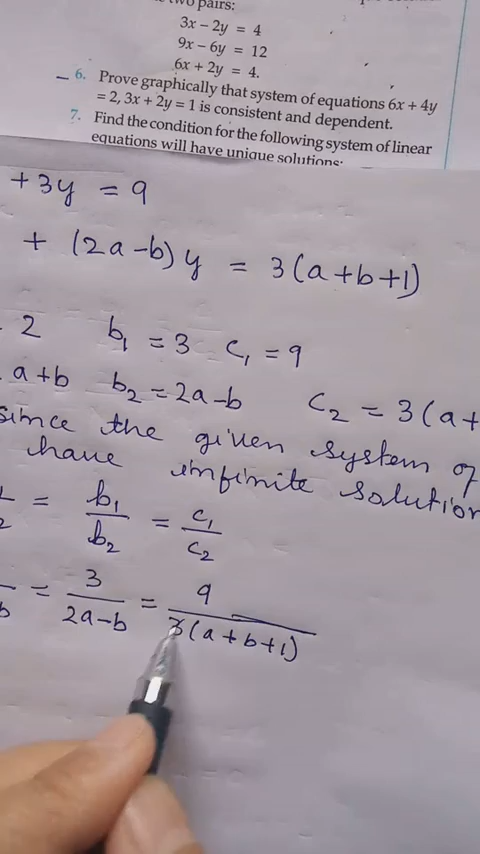 two pairs:
3x − 2y = 4
9x − 6y = 12
6x + 2y = 4.
6. Prove graphically that system of equations 6x + 4y
= 2, 3x + 2y = 1 is consistent and dependent.
7. Find the condition for the following system of linear
equations will have unique solutions:
+3y = 9
+ (2a−b) y = 3(a+b+1)
2 b₁ = 3 c₁ = 9
a+b b₂ = 2a−b c₂ = 3(a+
since the given system of
have infinite solution
= b₁/b₂ = c₁/c₂
= 3/(2a−b) = 9/3(a+b+1)